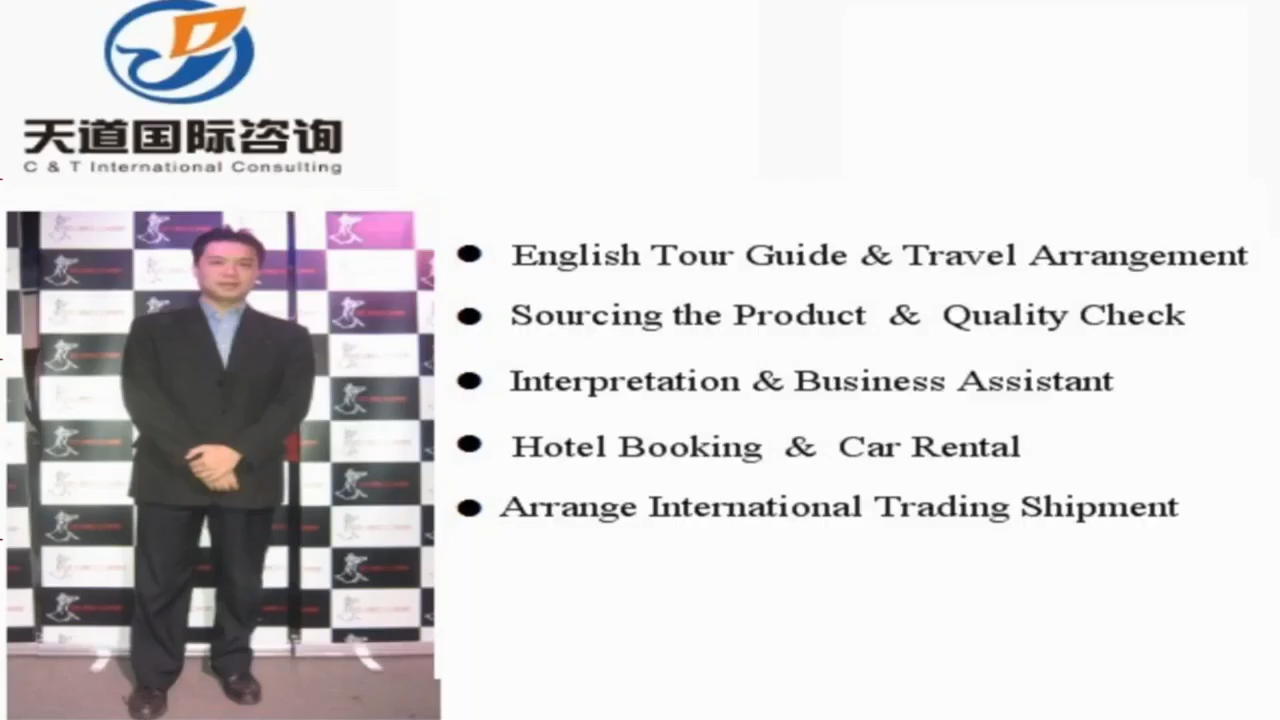 天道国际咨询
C & T International Consulting
● English Tour Guide & Travel Arrangement
● Sourcing the Product & Quality Check
● Interpretation & Business Assistant
● Hotel Booking & Car Rental
● Arrange International Trading Shipment